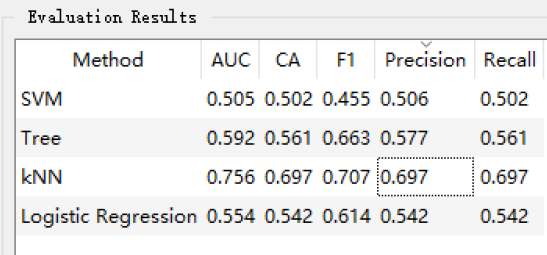 Evaluation Results
Method AUC CA F1 Precision Recall
SVM 0.505 0.502 0.455 0.506 0.502
Tree 0.592 0.561 0.663 0.577 0.561
kNN 0.756 0.697 0.707 0.697 0.697
Logistic Regression 0.554 0.542 0.614 0.542 0.542